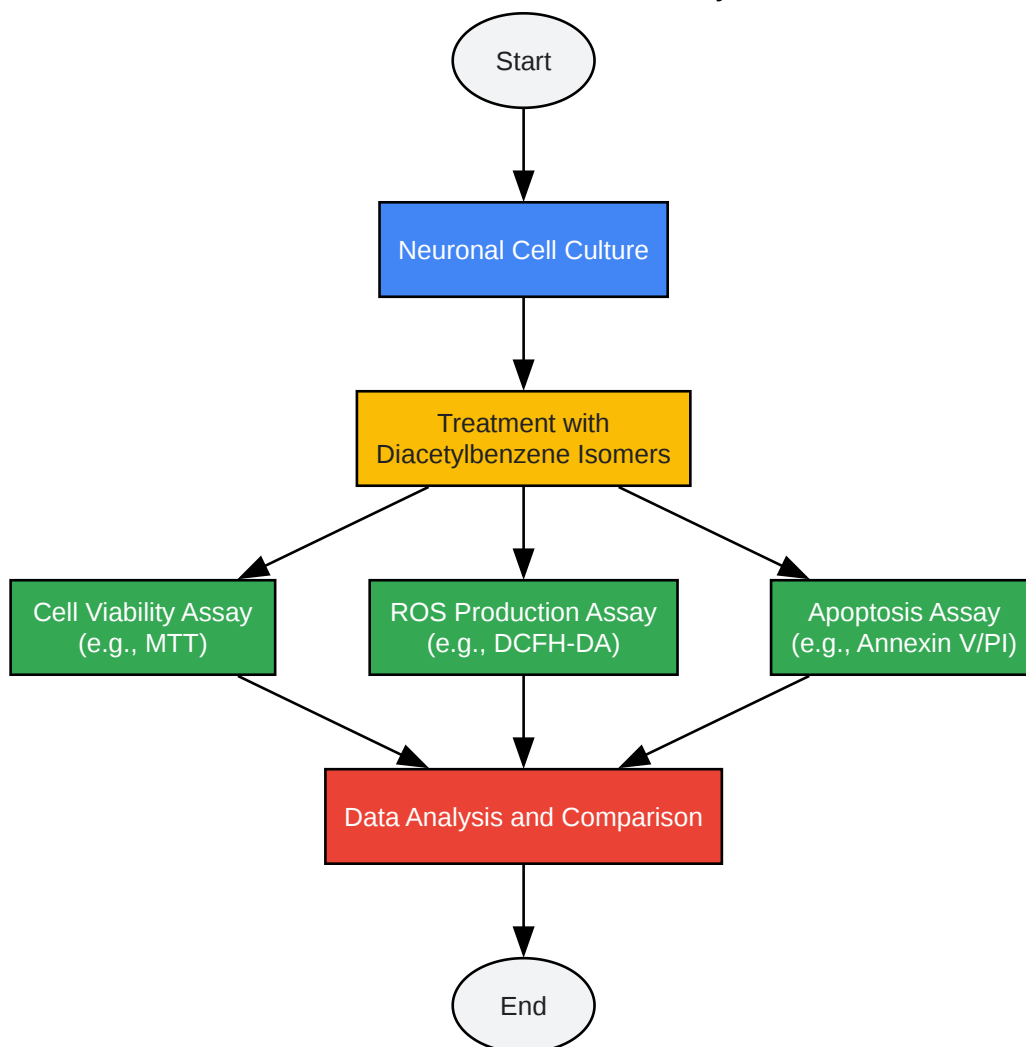 Start
Neuronal Cell Culture
Treatment with
Diacetylbenzene Isomers
Cell Viability Assay
(e.g., MTT)
ROS Production Assay
(e.g., DCFH-DA)
Apoptosis Assay
(e.g., Annexin V/PI)
Data Analysis and Comparison
End